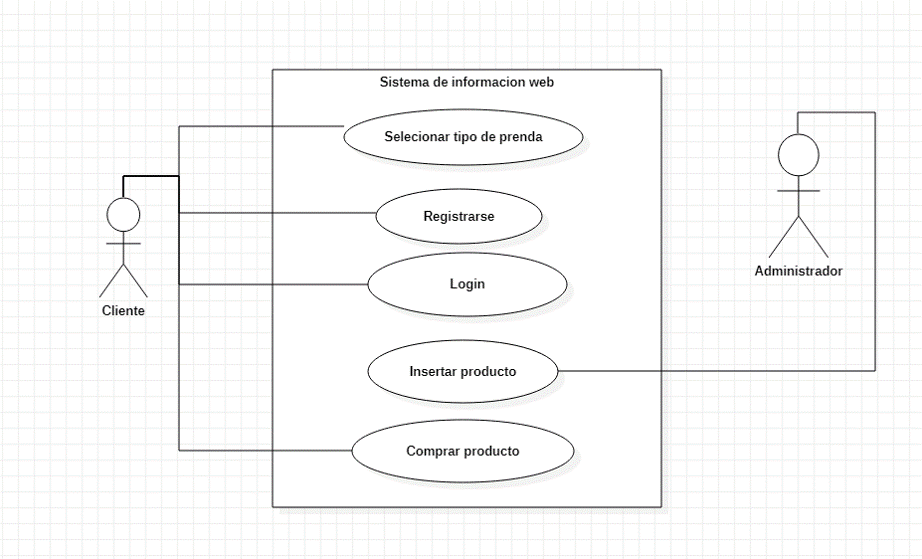 Sistema de informacion web
Selecionar tipo de prenda
Registrarse
Login
Insertar producto
Comprar producto
Cliente
Administrador